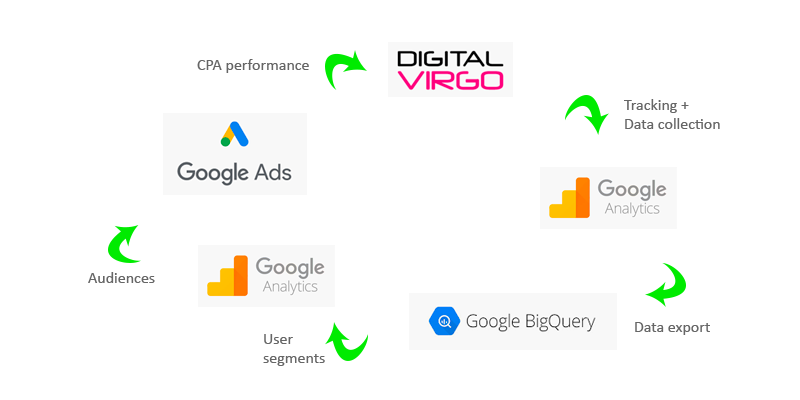 CPA performance
DIGITAL
VIRGO
Tracking +
Data collection
Google Ads
Google
Analytics
Audiences
Google
Analytics
Google BigQuery
Data export
User
segments